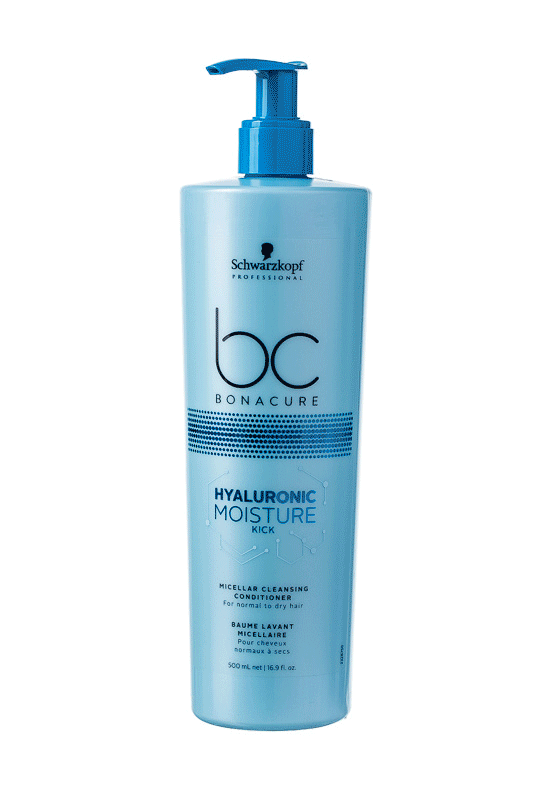 Schwarzkopf
PROFESSIONAL
bc
BONACURE
HYALURONIC
MOISTURE
KICK
MICELLAR CLEANSING
CONDITIONER
For normal to dry hair
BAUME LAVANT
MICELLAIRE
Pour cheveux
normaux à secs
500 mL net | 16.9 fl. oz.